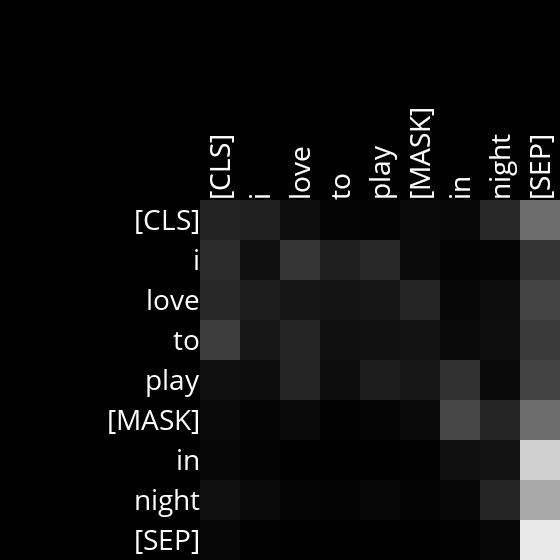 [CLS] i love to play [MASK] in night [SEP]
[CLS]
i
love
to
play
[MASK]
in
night
[SEP]